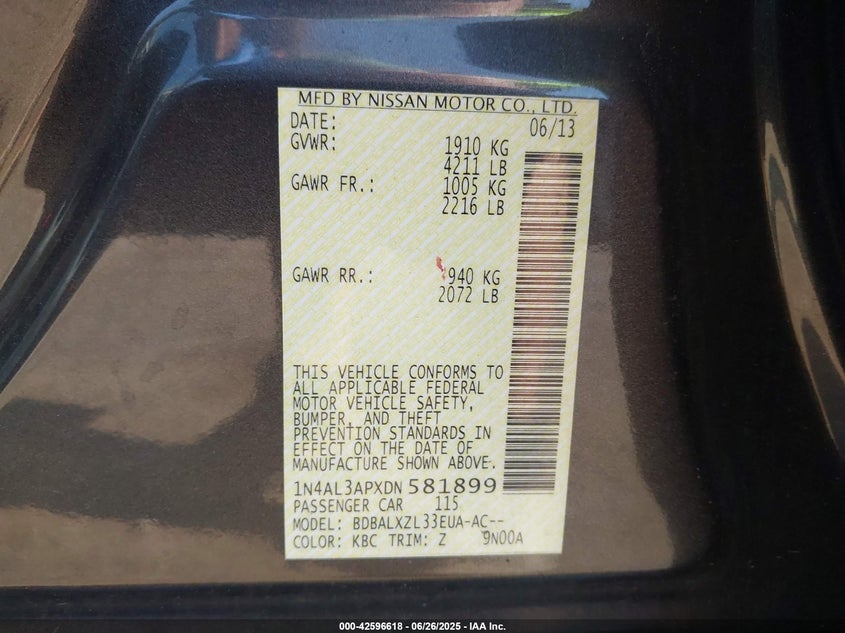 MFD BY NISSAN MOTOR CO., LTD.
DATE: 06/13
GVWR: 1910 KG
4211 LB
GAWR FR.: 1005 KG
2216 LB
GAWR RR.: 940 KG
2072 LB
THIS VEHICLE CONFORMS TO
ALL APPLICABLE FEDERAL
MOTOR VEHICLE SAFETY,
BUMPER, AND THEFT
PREVENTION STANDARDS IN
EFFECT ON THE DATE OF
MANUFACTURE SHOWN ABOVE.
1N4AL3APXDN 581899
PASSENGER CAR 115
MODEL: BDBALXZL33EUA-AC--
COLOR: KBC TRIM: Z 9N00A
000-42596618 - 06/26/2025 - IAA Inc.